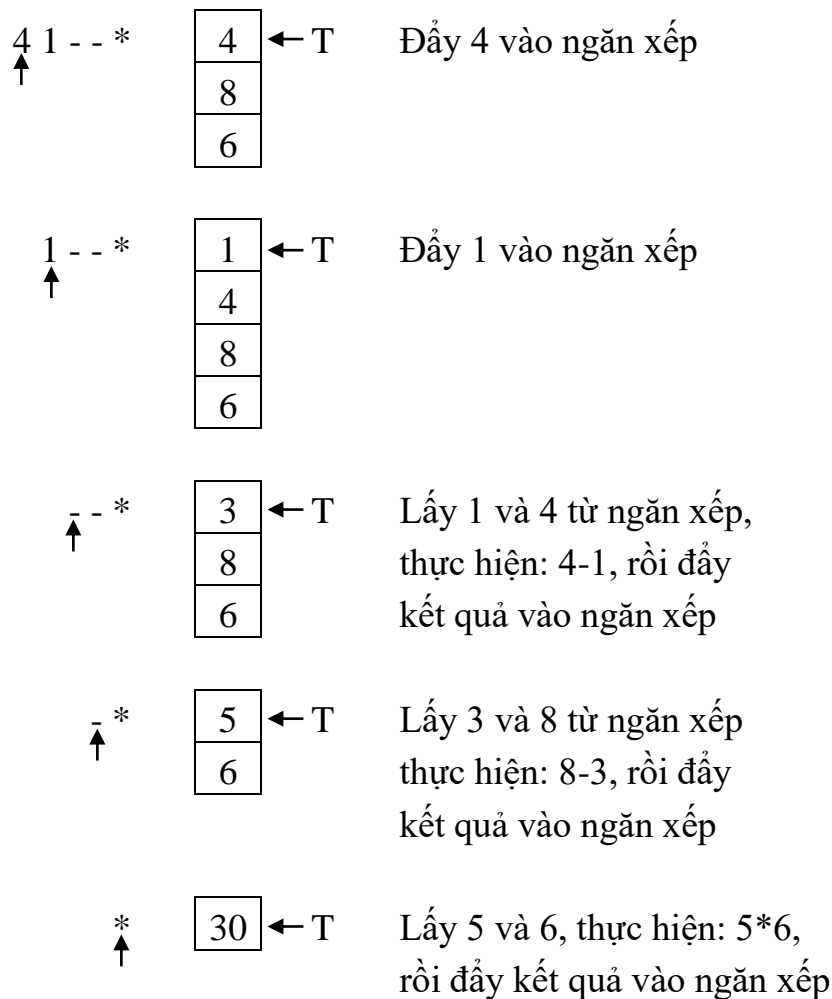 4 1 - - * 4 T Đẩy 4 vào ngăn xếp
8
6
1 - - * 1 T Đẩy 1 vào ngăn xếp
4
8
6
- - * 3 T Lấy 1 và 4 từ ngăn xếp,
8 thực hiện: 4-1, rồi đẩy
6 kết quả vào ngăn xếp
- * 5 T Lấy 3 và 8 từ ngăn xếp
6 thực hiện: 8-3, rồi đẩy
kết quả vào ngăn xếp
* 30 T Lấy 5 và 6, thực hiện: 5*6,
rồi đẩy kết quả vào ngăn xếp